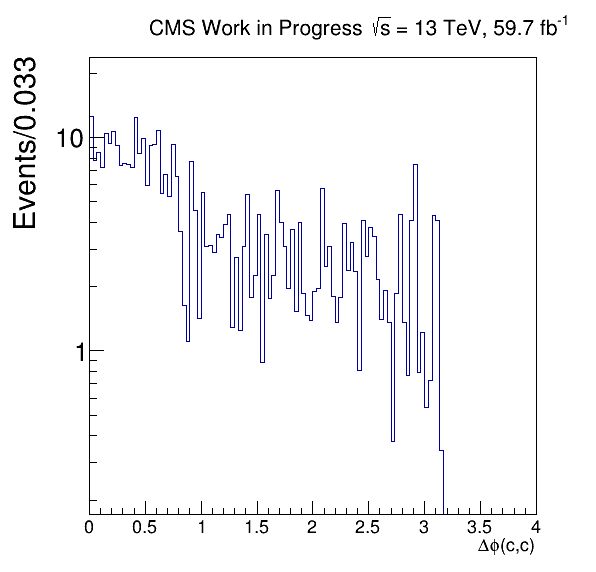 CMS Work in Progress √s = 13 TeV, 59.7 fb⁻¹
Events/0.033
10
1
0 0.5 1 1.5 2 2.5 3 3.5 4
Δϕ(c,c)